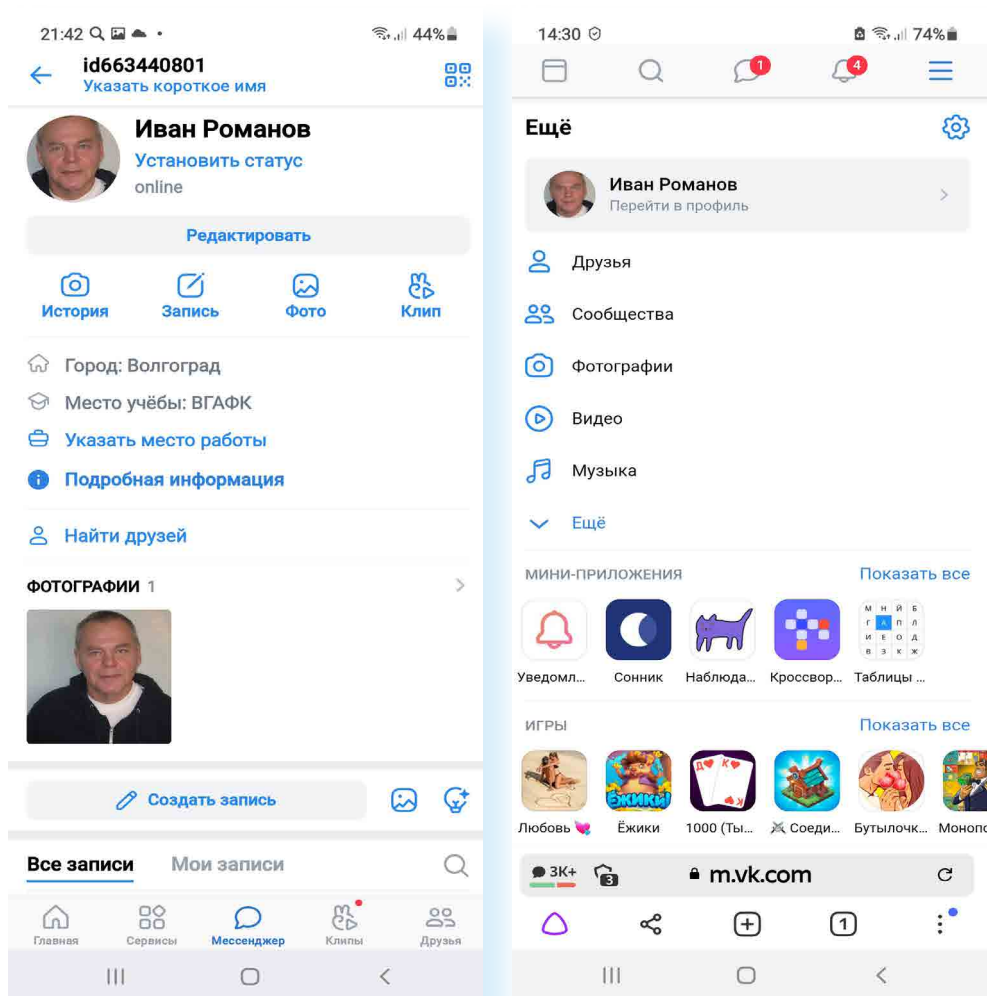 21:42
44%
id663440801
Указать короткое имя
Иван Романов
Установить статус
online
Редактировать
История Запись Фото Клип
Город: Волгоград
Место учёбы: ВГАФК
Указать место работы
Подробная информация
Найти друзей
ФОТОГРАФИИ 1
Создать запись
Все записи Мои записи
Главная Сервисы Мессенджер Клипы Друзья
14:30
74%
1 4
Ещё
Иван Романов
Перейти в профиль
Друзья
Сообщества
Фотографии
Видео
Музыка
Ещё
МИНИ-ПРИЛОЖЕНИЯ Показать все
М Н Й Б
Г А П Л
И Е О Д
В З К Ж
Уведомл... Сонник Наблюда... Кроссвор... Таблицы ...
ИГРЫ Показать все
ЁЖИКИ!
Д К
А К
Любовь Ёжики 1000 (Ты... Соеди... Бутылочк... Моноп
3K+ 3 m.vk.com
1